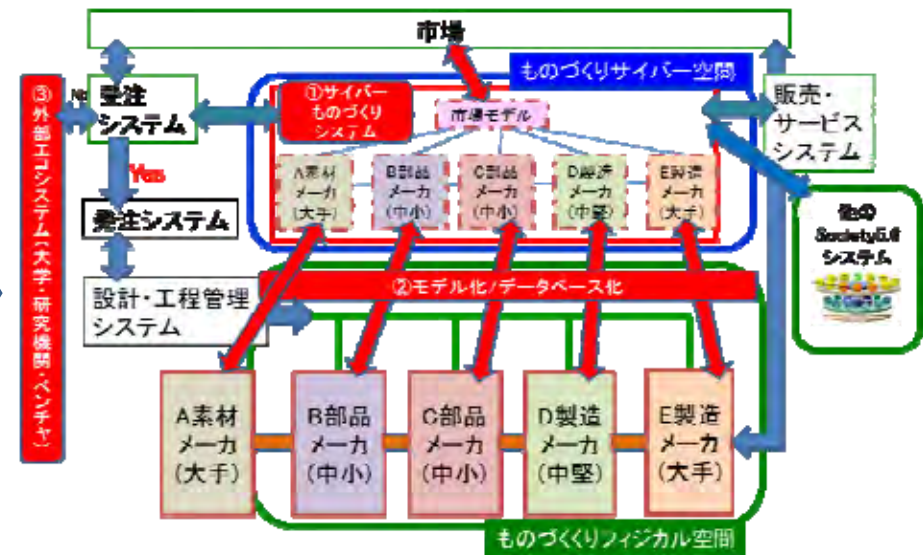 市場
ものづくりサイバー空間
③外部エコシステム(大学・研究機関・ベンチャ)
No
受注
システム
①サイバー
ものづくり
システム
市場モデル
販売・
サービス
システム
Yes
A素材
メーカ
(大手)
B部品
メーカ
(中小)
C部品
メーカ
(中小)
D製造
メーカ
(中堅)
E製造
メーカ
(大手)
発注システム
他の
Society5.0
システム
設計・工程管理
システム
②モデル化/データベース化
A素材
メーカ
(大手)
B部品
メーカ
(中小)
C部品
メーカ
(中小)
D製造
メーカ
(中堅)
E製造
メーカ
(大手)
ものづくくりフィジカル空間